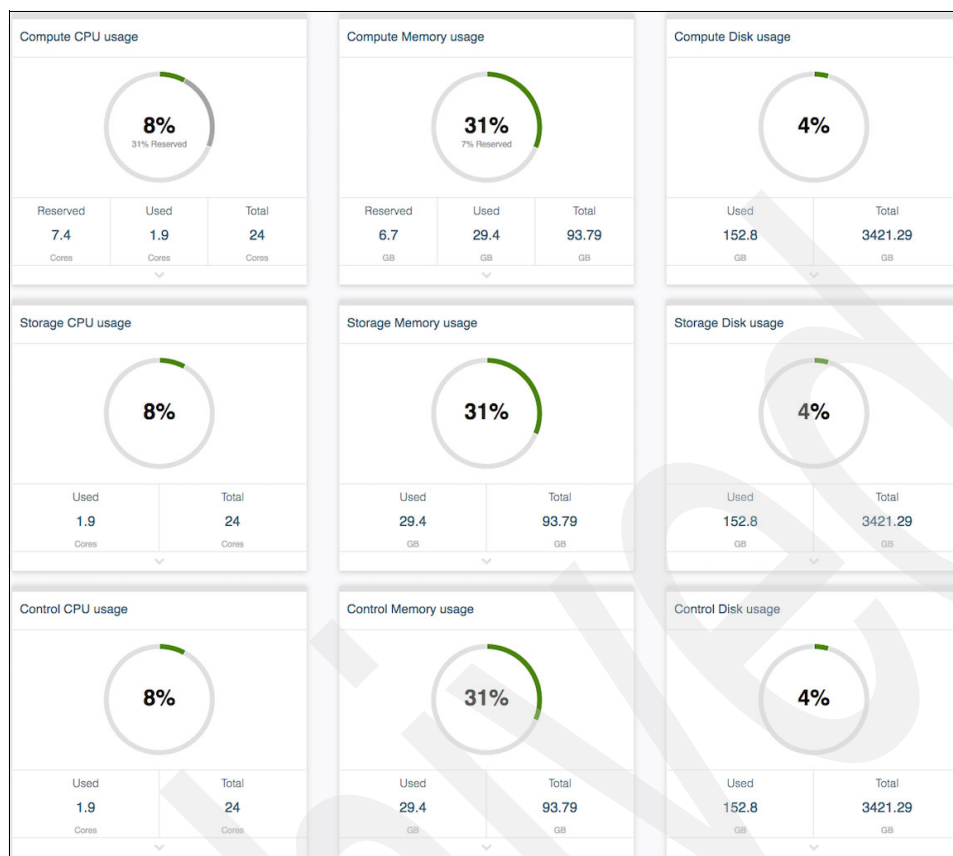 Compute CPU usage
Compute Memory usage
Compute Disk usage
8%
31% Reserved
31%
7% Reserved
4%
Reserved Used Total
7.4 1.9 24
Cores Cores Cores
Reserved Used Total
6.7 29.4 93.79
GB GB GB
Used Total
152.8 3421.29
GB GB
Storage CPU usage
Storage Memory usage
Storage Disk usage
8%
31%
4%
Used Total
1.9 24
Cores Cores
Used Total
29.4 93.79
GB GB
Used Total
152.8 3421.29
GB GB
Control CPU usage
Control Memory usage
Control Disk usage
8%
31%
4%
Used Total
1.9 24
Cores Cores
Used Total
29.4 93.79
GB GB
Used Total
152.8 3421.29
GB GB